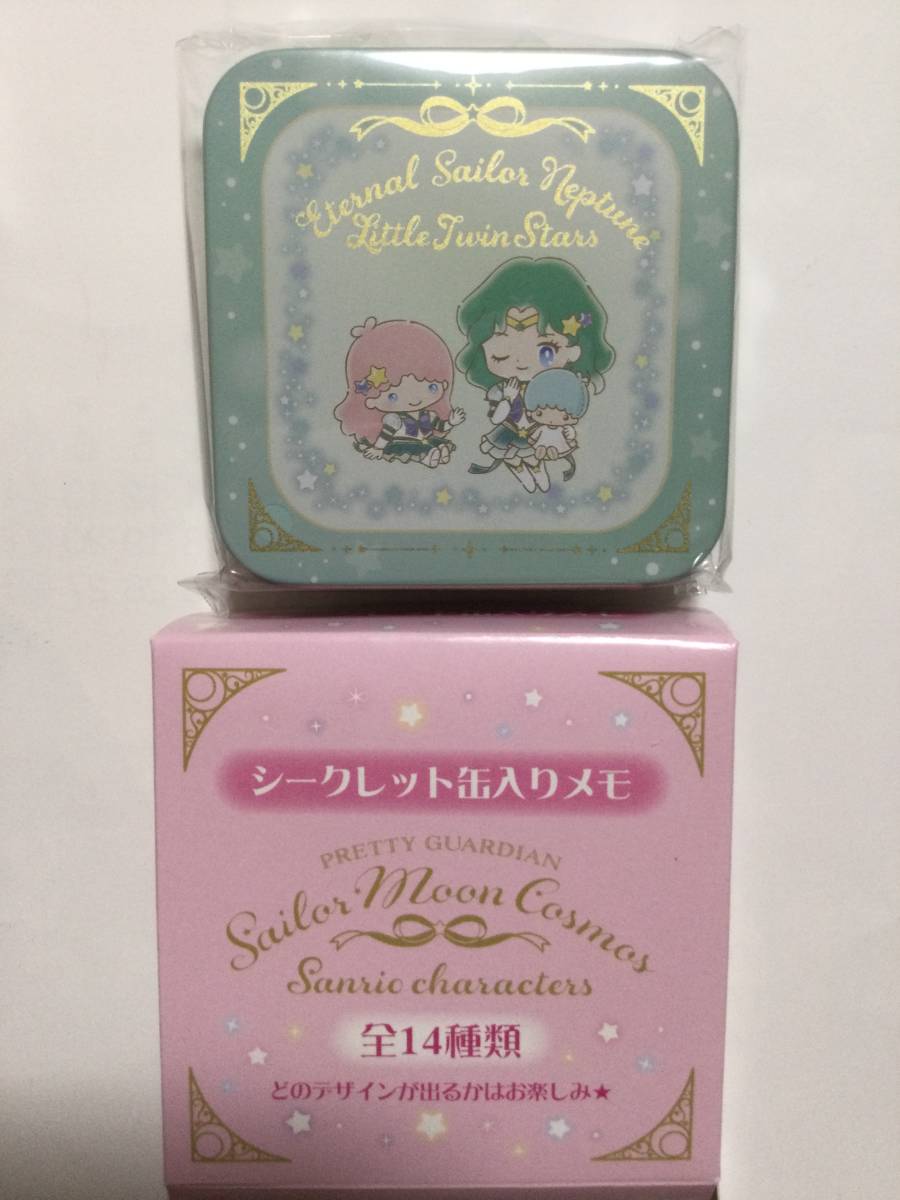 Eternal Sailor Neptune
Little Twin Stars
シークレット缶入りメモ
PRETTY GUARDIAN
Sailor Moon Cosmos
Sanrio characters
全14種類
どのデザインが出るかはお楽しみ★